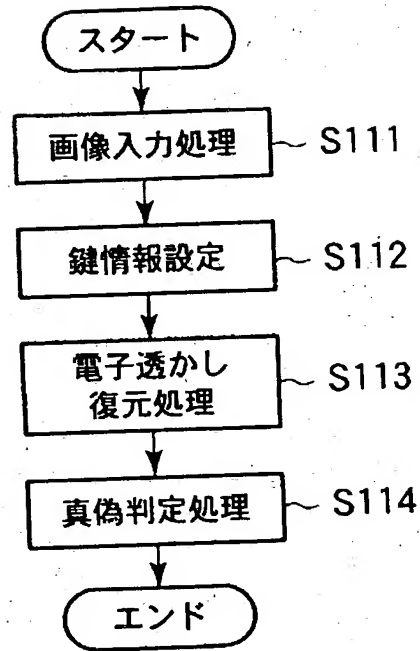 スタート
画像入力処理 S111
鍵情報設定 S112
電子透かし
復元処理 S113
真偽判定処理 S114
エンド